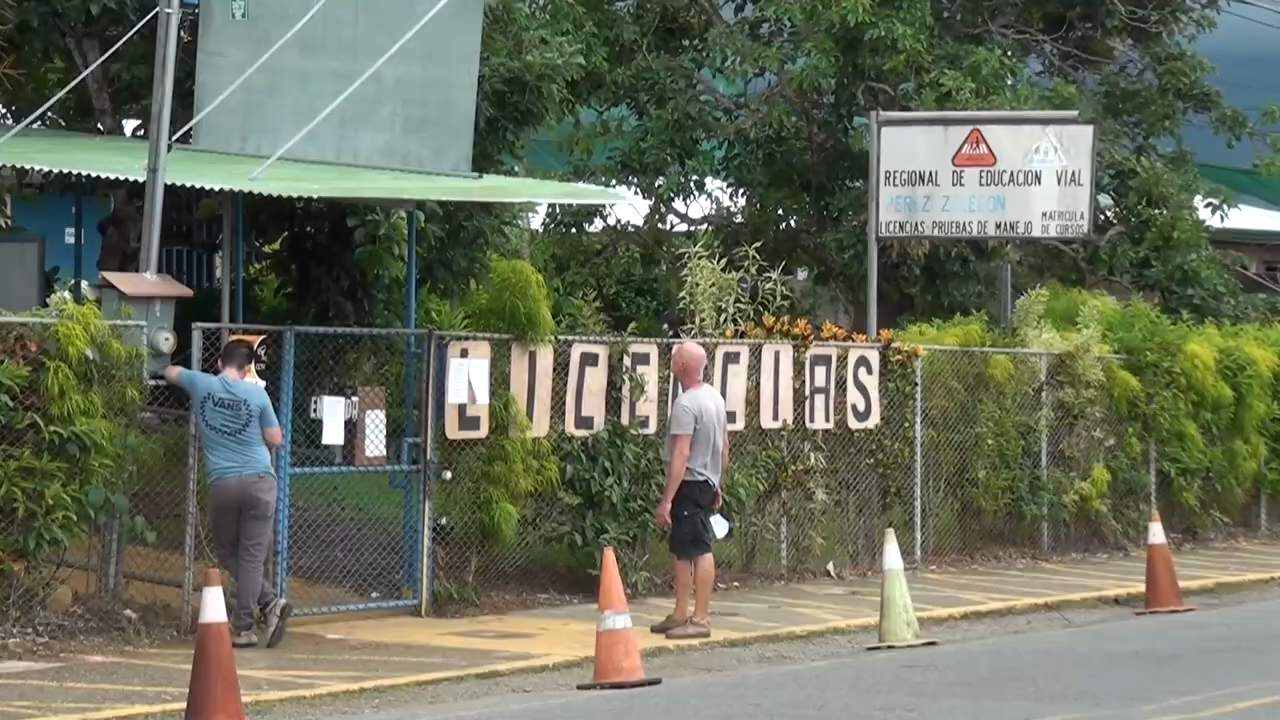 REGIONAL DE EDUCACION VIAL
PEREZ ZELEDON
LICENCIAS PRUEBAS DE MANEJO MATRICULA DE CURSOS
LICENCIAS
VANS